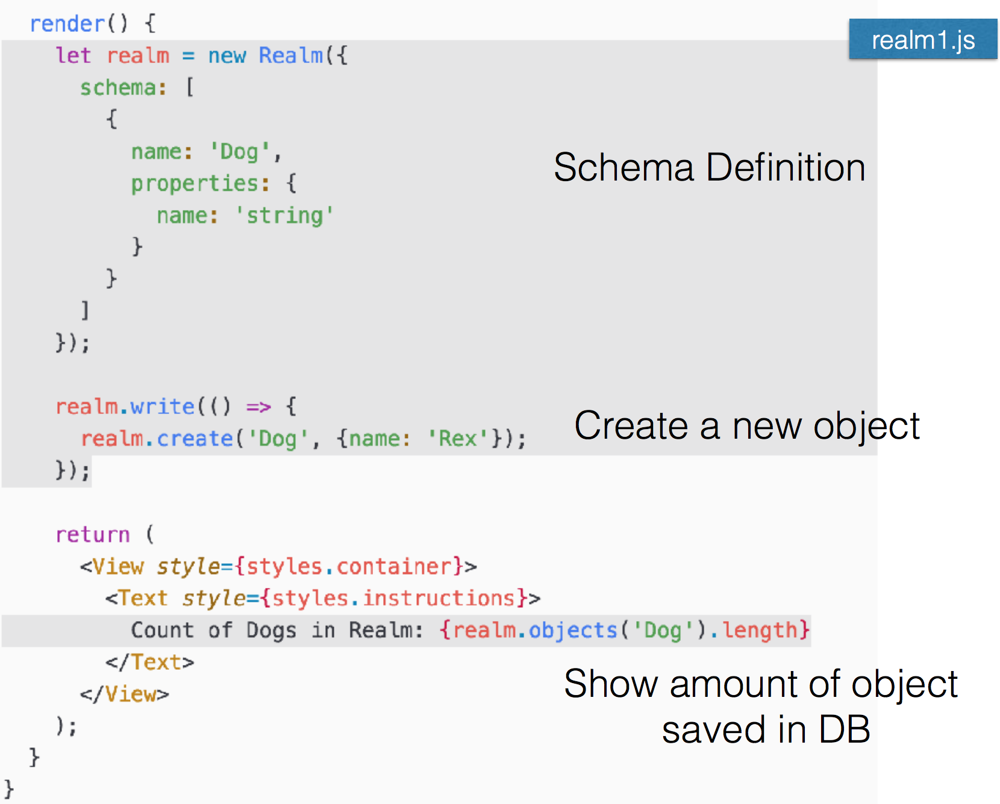 render() {
realm1.js
let realm = new Realm({
schema: [
{
name: 'Dog',
Schema Definition
properties: {
name: 'string'
}
}
]
});
realm.write(() => {
Create a new object
realm.create('Dog', {name: 'Rex'});
});
return (
<View style={styles.container}>
<Text style={styles.instructions}>
Count of Dogs in Realm: {realm.objects('Dog').length}
</Text>
Show amount of object
</View>
saved in DB
);
}
}